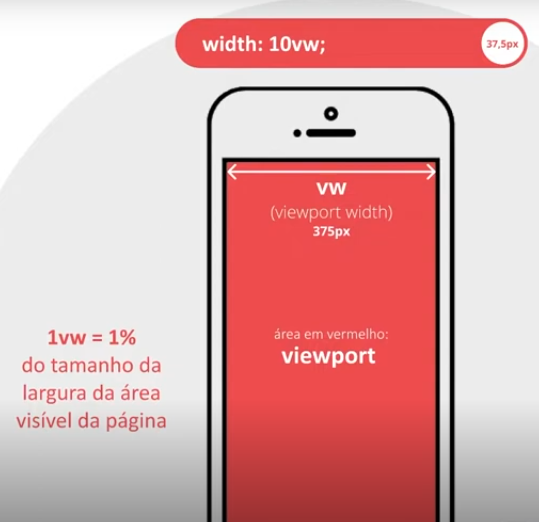 width: 10vw;
37,5px
vw
(viewport width)
375px
área em vermelho:
viewport
1vw = 1%
do tamanho da
largura da área
visível da página